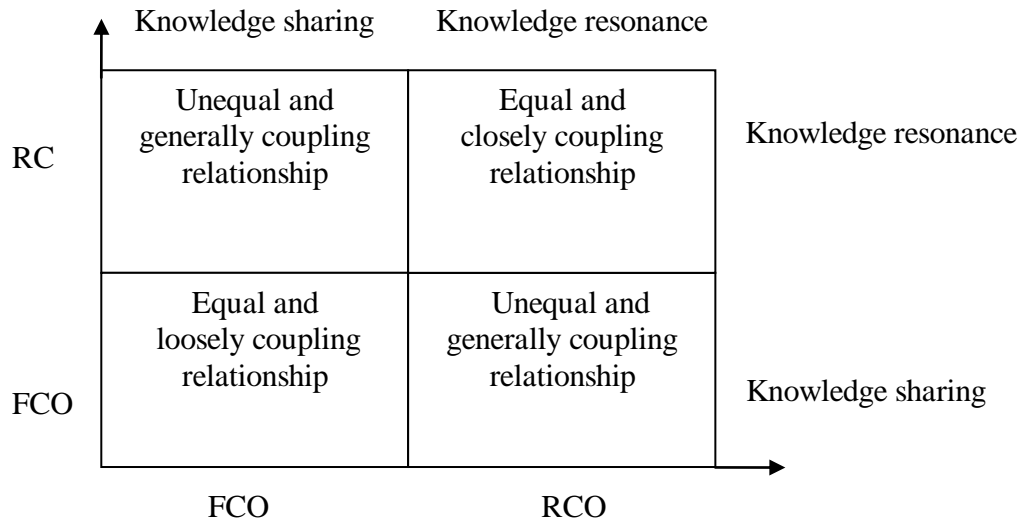 Knowledge sharing
Knowledge resonance
Unequal and
generally coupling
relationship
Equal and
closely coupling
relationship
Knowledge resonance
RC
Equal and
loosely coupling
relationship
Unequal and
generally coupling
relationship
Knowledge sharing
FCO
FCO
RCO